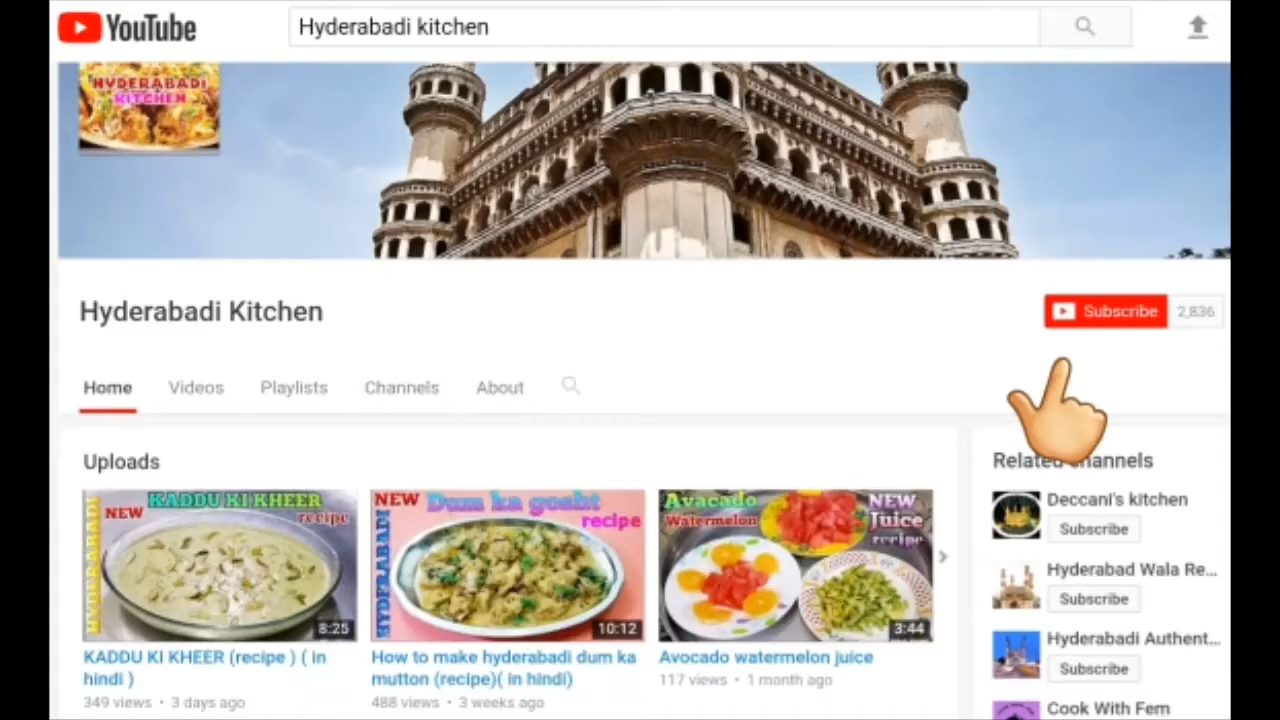 YouTube
Hyderabadi kitchen
HYDERABADI
KITCHEN
Hyderabadi Kitchen
Subscribe 2,836
Home Videos Playlists Channels About
Uploads
KADDU KI KHEER
NEW recipe
HYDERABADI
8:25
KADDU KI KHEER (recipe ) ( in
hindi )
349 views • 3 days ago
NEW Dum ka gosht
recipe
HYDERABADI
10:12
How to make hyderabadi dum ka
mutton (recipe)( in hindi)
488 views • 3 weeks ago
Avacado NEW
Watermelon Juice
recipe
3:44
Avocado watermelon juice
117 views • 1 month ago
Related channels
Deccani's kitchen
Subscribe
Hyderabad Wala Re...
Subscribe
Hyderabadi Authent...
Subscribe
Cook With Fem